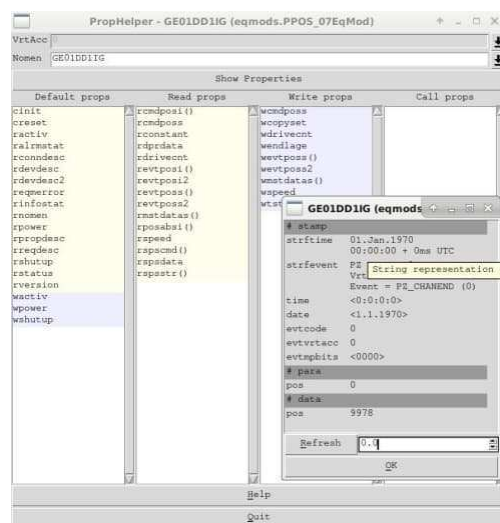 PropHelper - GE01DD1IG (eqmods.PPOS_07EqMod)
VrtAcc 0
Nomen GE01DD1IG
Show Properties
Default props Read props Write props Call props
cinit rcmdposi() wcmdposs
creset rcmdposs wcopyset
ractiv rconstant wdrivecnt
ralrmstat rdprdata wendlage
rconndesc rdrivecnt wevtposs()
rdevdesc revtposi() wevtposs2
rdevdesc2 revtposi2 wmstdatas()
reqmerror revtposs() wspeed
rinfostat revtposs2
rnomen rmstdatas()
rpower rposabsi()
rpropdesc rspeed
rreqdesc rspscmd()
rshutup rspsdata
rstatus rspsstr()
rversion
wactiv
wpower
wshutup
GE01DD1IG (eqmods
# stamp
strftime 01.Jan.1970
00:00:00 + 0ms UTC
strfevent PZ
String representation
Event = PZ_CHANEND (0)
time <0:0:0:0>
date <1.1.1970>
evtcode 0
evtvrtacc 0
evtmpbits <0000>
# para
pos 0
# data
pos 9978
Refresh 0.0
OK
Help
Quit